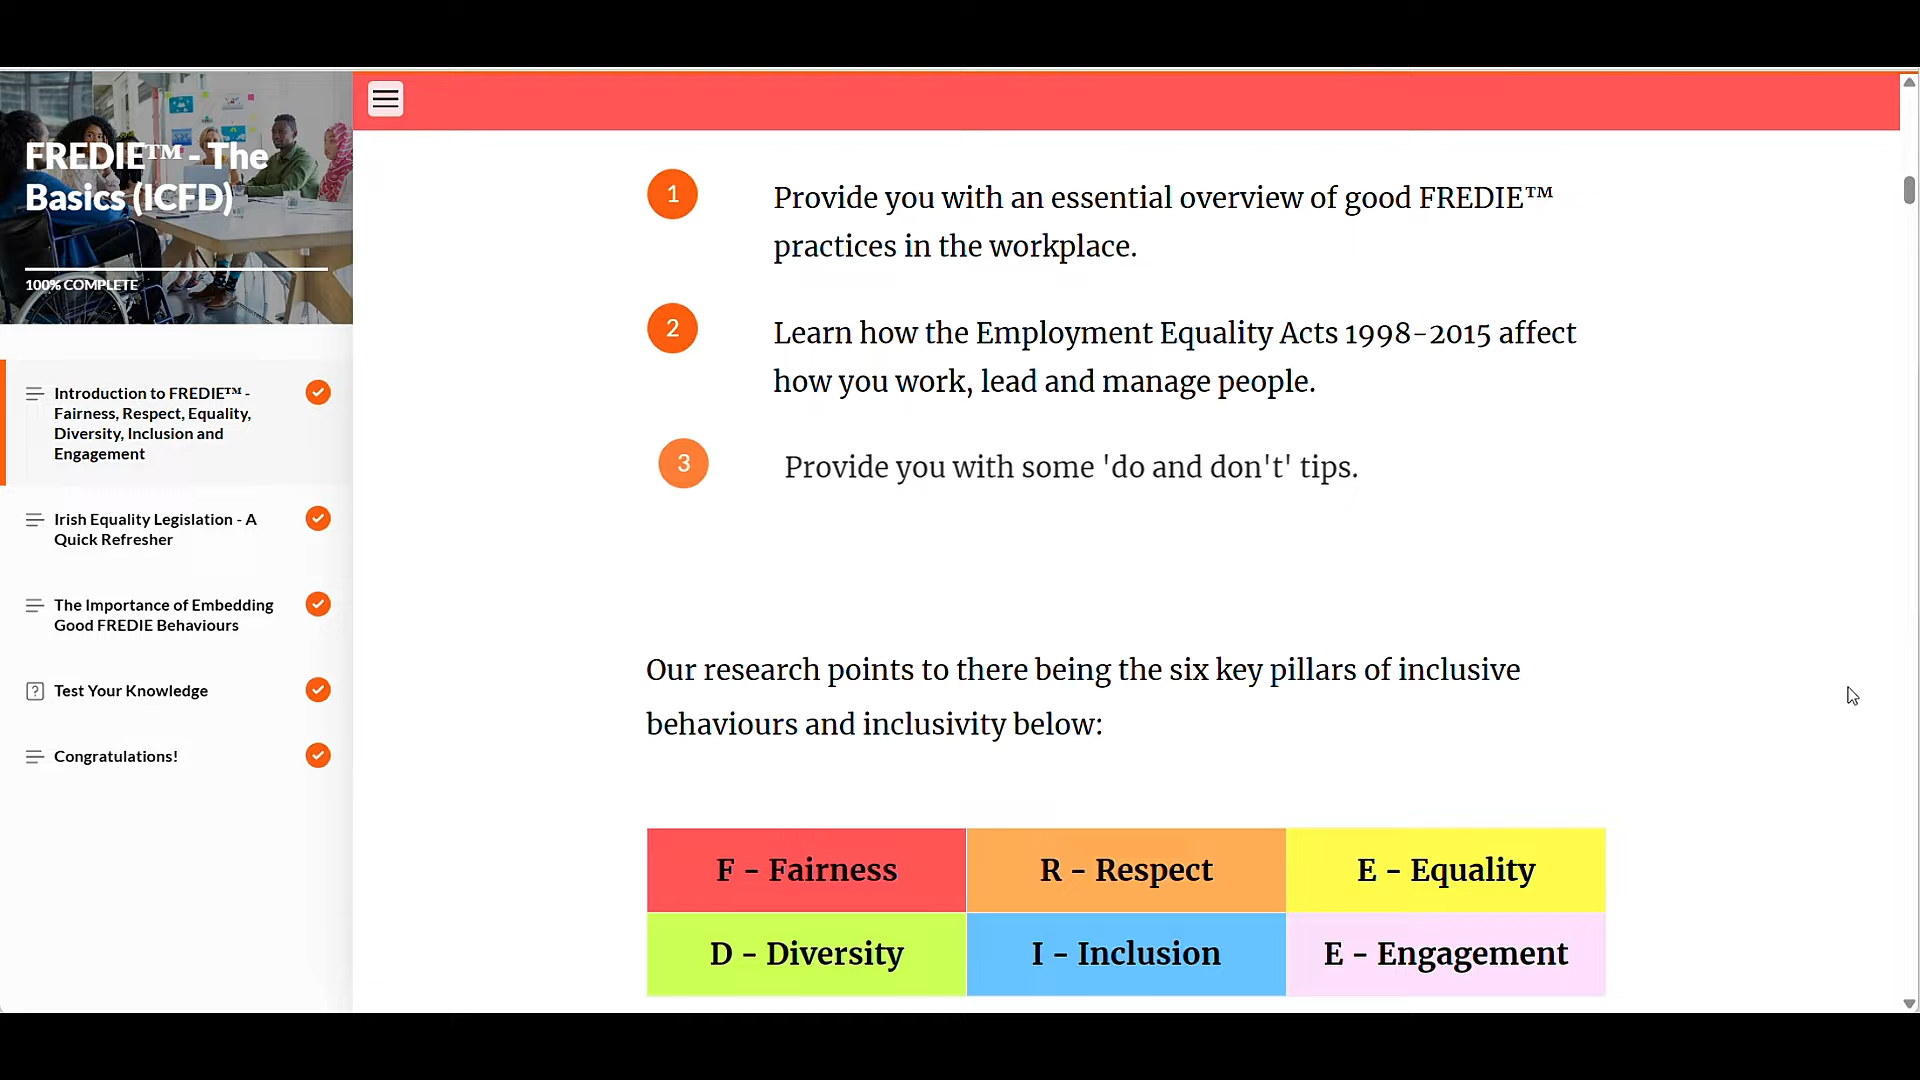 FREDIE™ - The
Basics (ICFD)
100% COMPLETE
Introduction to FREDIE™ -
Fairness, Respect, Equality,
Diversity, Inclusion and
Engagement
Irish Equality Legislation - A
Quick Refresher
The Importance of Embedding
Good FREDIE Behaviours
Test Your Knowledge
Congratulations!
1 Provide you with an essential overview of good FREDIE™
practices in the workplace.
2 Learn how the Employment Equality Acts 1998-2015 affect
how you work, lead and manage people.
3 Provide you with some 'do and don't' tips.
Our research points to there being the six key pillars of inclusive
behaviours and inclusivity below:
F - Fairness R - Respect E - Equality
D - Diversity I - Inclusion E - Engagement